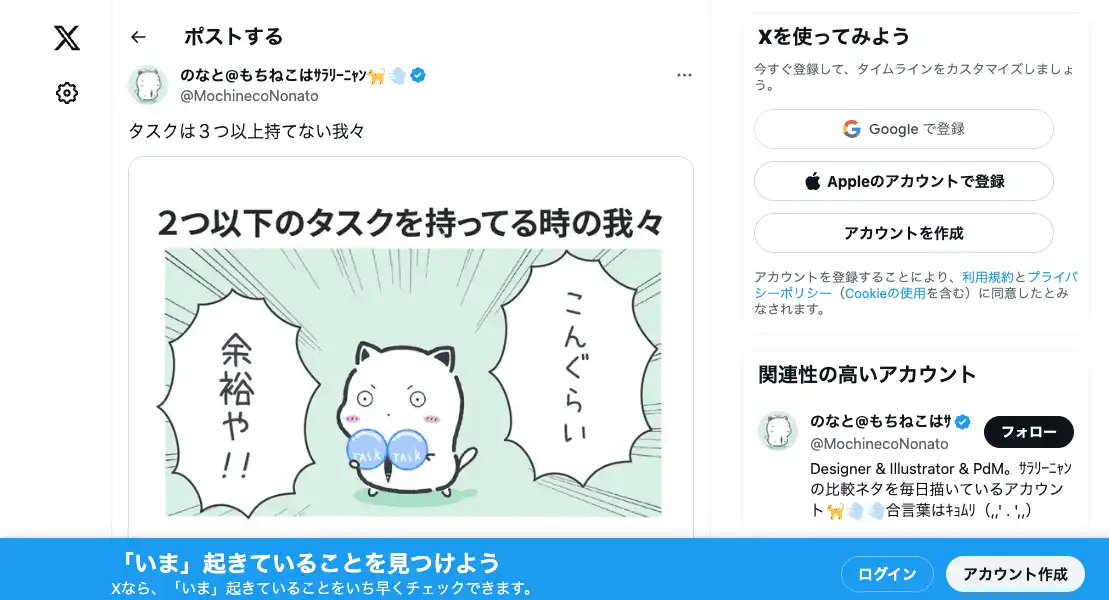 ポストする
のなと@もちねこはｻﾗﾘｰﾆｬﾝ🐈💨
@MochinecoNonato
タスクは３つ以上持てない我々
2つ以下のタスクを持ってる時の我々
こんぐらい
余裕や!!
TASK TASK
Xを使ってみよう
今すぐ登録して、タイムラインをカスタマイズしましょ
う。
Google で登録
Appleのアカウントで登録
アカウントを作成
アカウントを登録することにより、利用規約とプライバ
シーポリシー（Cookieの使用を含む）に同意したとみ
なされます。
関連性の高いアカウント
のなと@もちねこはｻ
@MochinecoNonato
フォロー
Designer & Illustrator & PdM。ｻﾗﾘｰﾆｬﾝ
の比較ネタを毎日描いているアカウン
ト🐈💨💨合言葉はｷｮﾑﾘ（,,' . ',,）
「いま」起きていることを見つけよう
Xなら、「いま」起きていることをいち早くチェックできます。
ログイン
アカウント作成